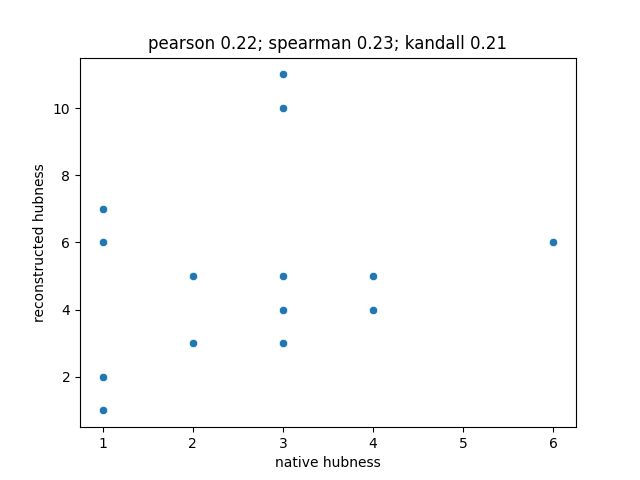 pearson 0.22; spearman 0.23; kandall 0.21
10
8
6
4
2
reconstructed hubness
1 2 3 4 5 6
native hubness